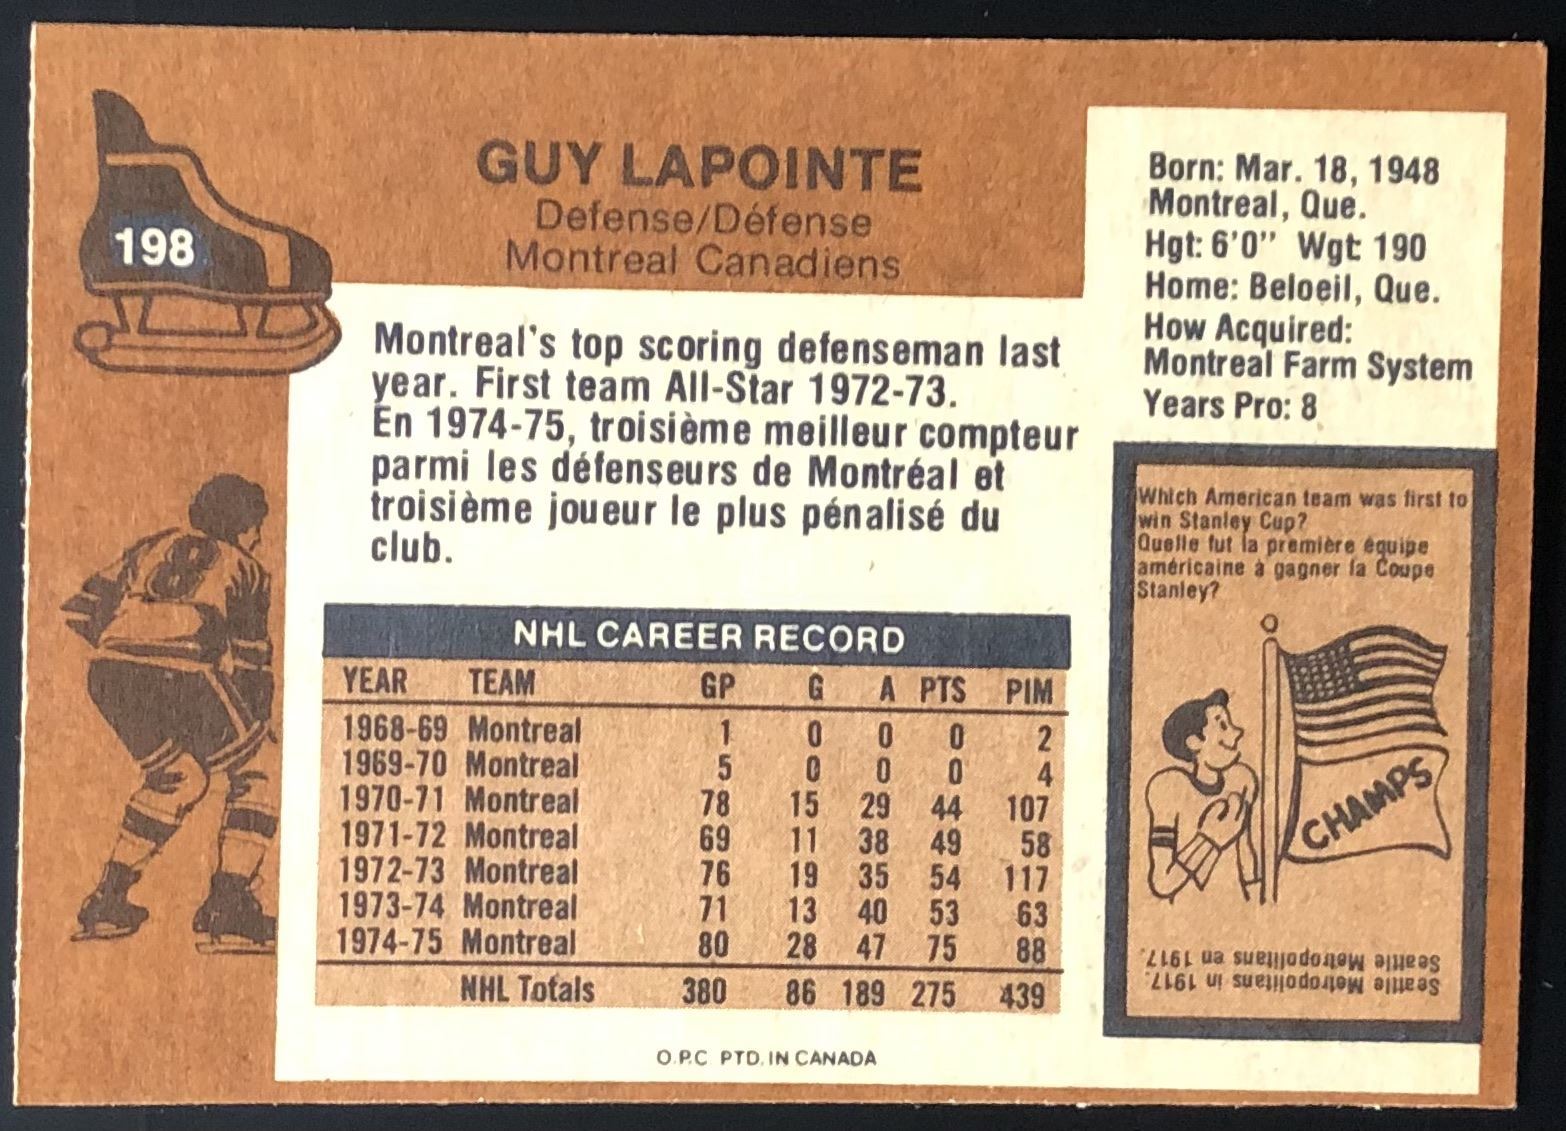 198
8
GUY LAPOINTE
Defense/Défense
Montreal Canadiens
Born: Mar. 18, 1948
Montreal, Que.
Hgt: 6'0" Wgt: 190
Home: Beloeil, Que.
How Acquired:
Montreal Farm System
Years Pro: 8
Montreal's top scoring defenseman last
year. First team All-Star 1972-73.
En 1974-75, troisième meilleur compteur
parmi les défenseurs de Montréal et
troisième joueur le plus pénalisé du
club.
NHL CAREER RECORD
YEAR TEAM GP G A PTS PIM
1968-69 Montreal 1 0 0 0 2
1969-70 Montreal 5 0 0 0 4
1970-71 Montreal 78 15 29 44 107
1971-72 Montreal 69 11 38 49 58
1972-73 Montreal 76 19 35 54 117
1973-74 Montreal 71 13 40 53 63
1974-75 Montreal 80 28 47 75 88
NHL Totals 380 86 189 275 439
Which American team was first to
win Stanley Cup?
Quelle fut la première équipe
américaine à gagner la Coupe
Stanley?
CHAMPS
Seattle Metropolitans in 1917.
Seattle Metropolitans en 1917.
O.P.C PTD. IN CANADA